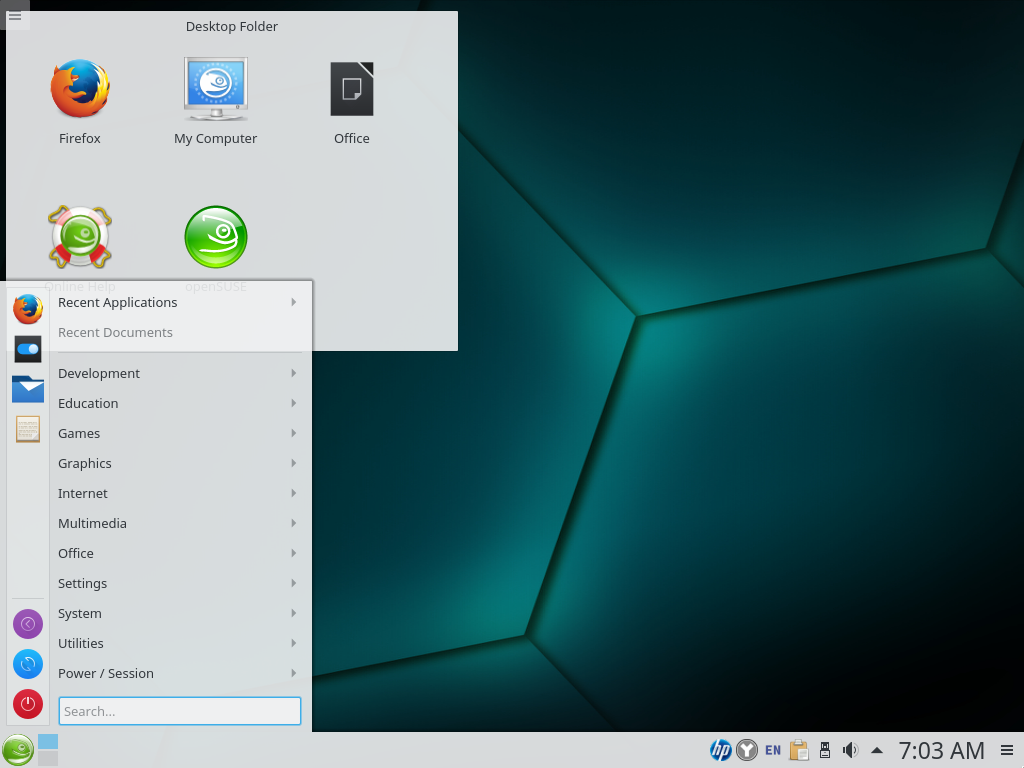 Desktop Folder
Firefox
My Computer
Office
Online Help
openSUSE
Recent Applications
Recent Documents
Development
Education
Games
Graphics
Internet
Multimedia
Office
Settings
System
Utilities
Power / Session
Search...
hp
EN
7:03 AM